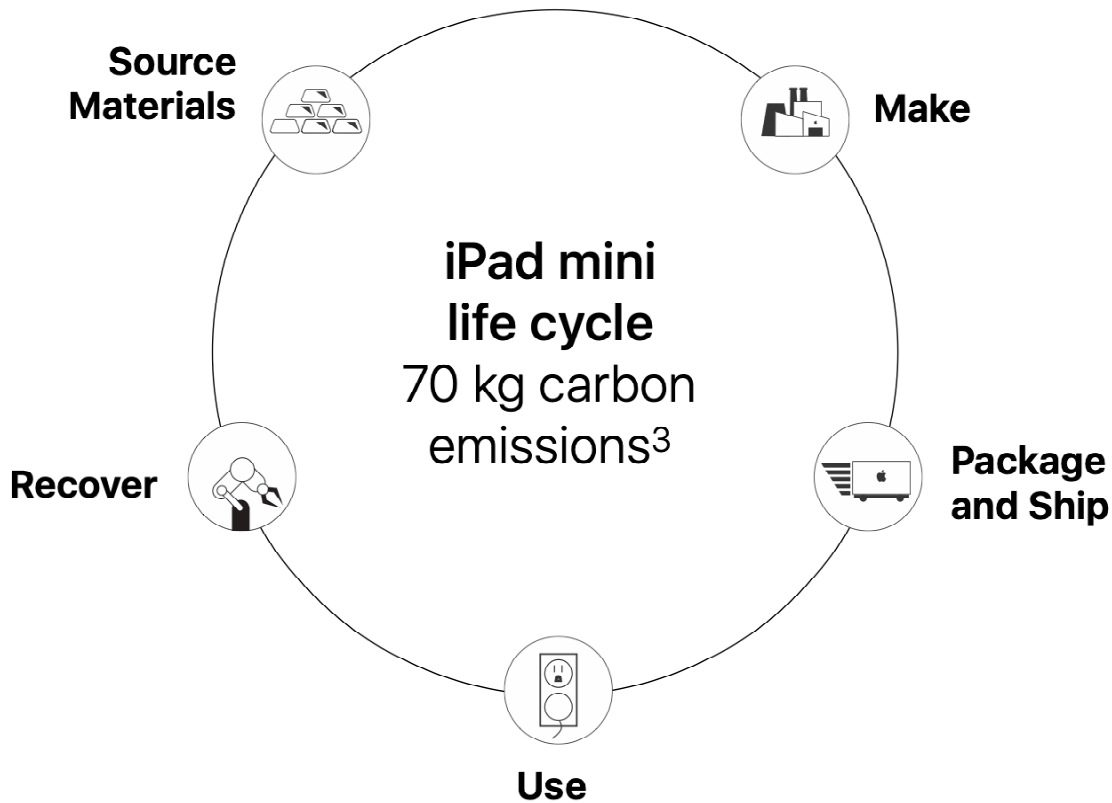 Source
Materials
Make
iPad mini
life cycle
70 kg carbon
emissions³
Recover
Package
and Ship
Use